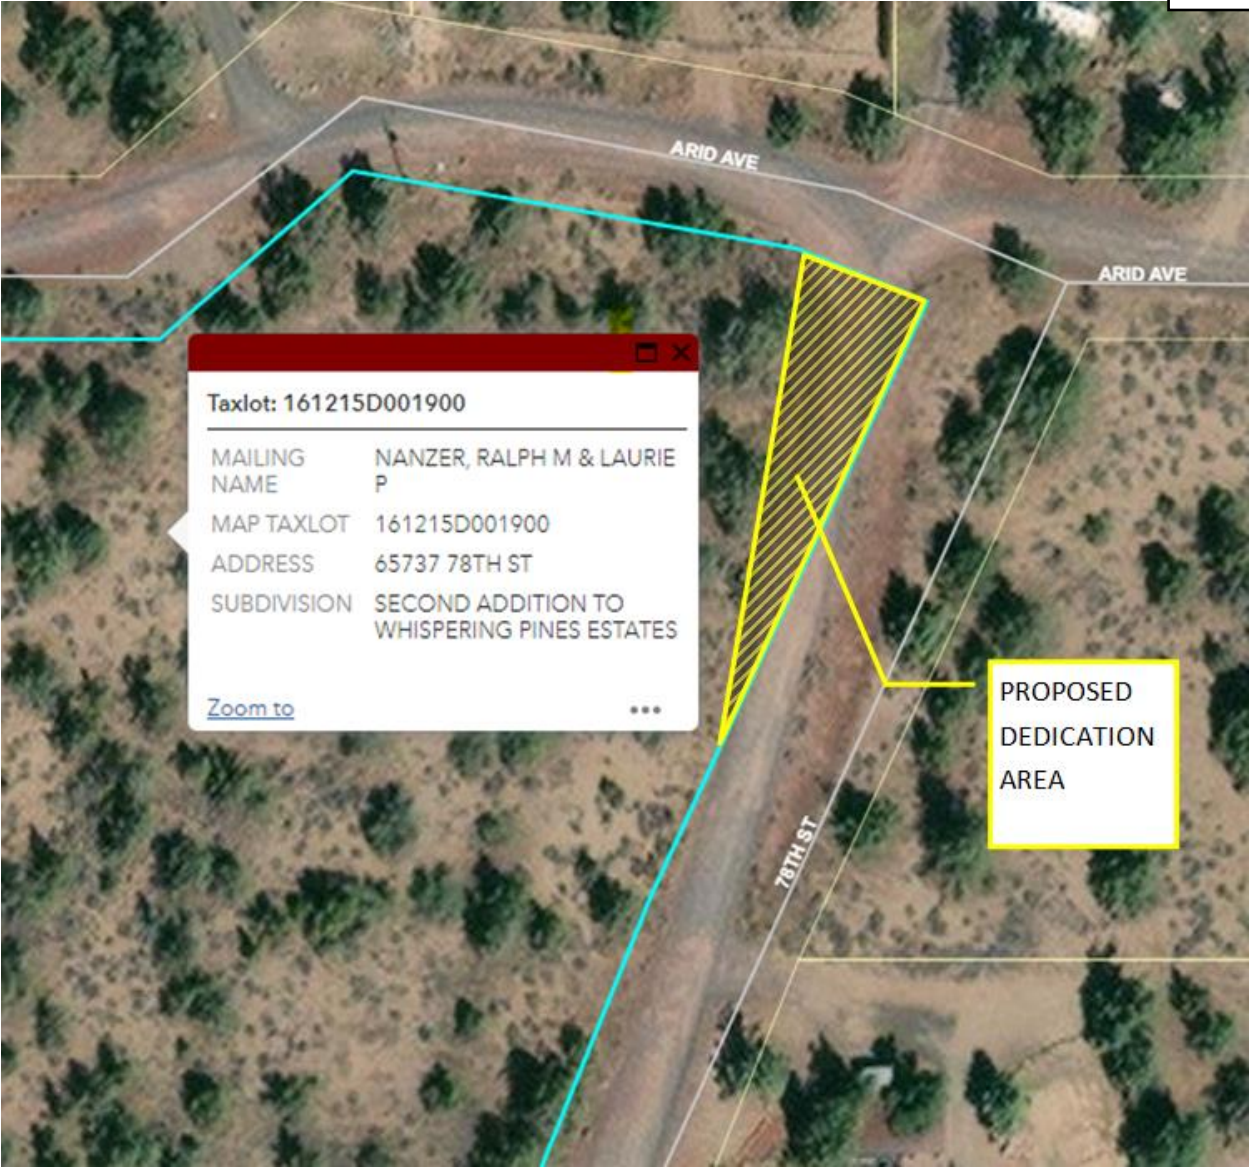 ARID AVE
ARID AVE
Taxlot: 161215D001900
MAILING NAME NANZER, RALPH M & LAURIE P
MAP TAXLOT 161215D001900
ADDRESS 65737 78TH ST
SUBDIVISION SECOND ADDITION TO
WHISPERING PINES ESTATES
Zoom to
PROPOSED
DEDICATION
AREA
78TH ST